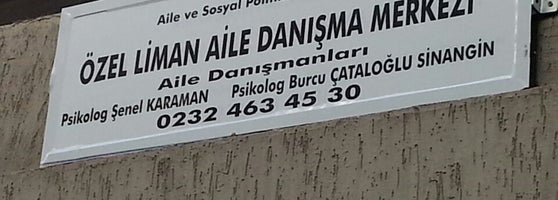 Aile ve Sosyal
ÖZEL LİMAN AİLE DANIŞMA MERKEZİ
Aile Danışmanları
Psikolog Şenel KARAMAN Psikolog Burcu ÇATALOĞLU SİNANGİN
0232 463 45 30